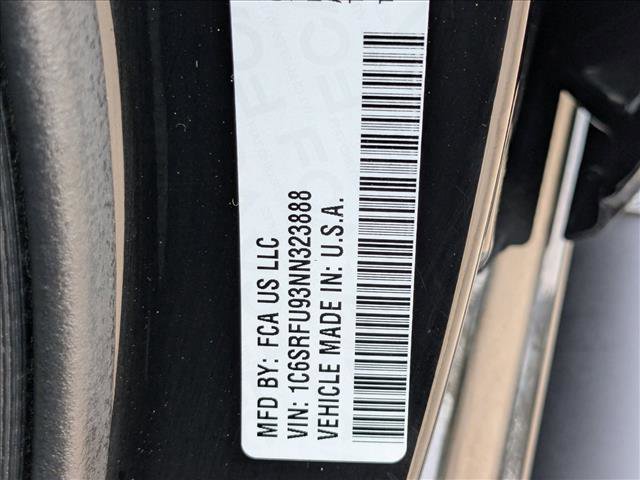 MFD BY: FCA US LLC
VIN: 1C6SRFU93NN323888
VEHICLE MADE IN: U.S.A.